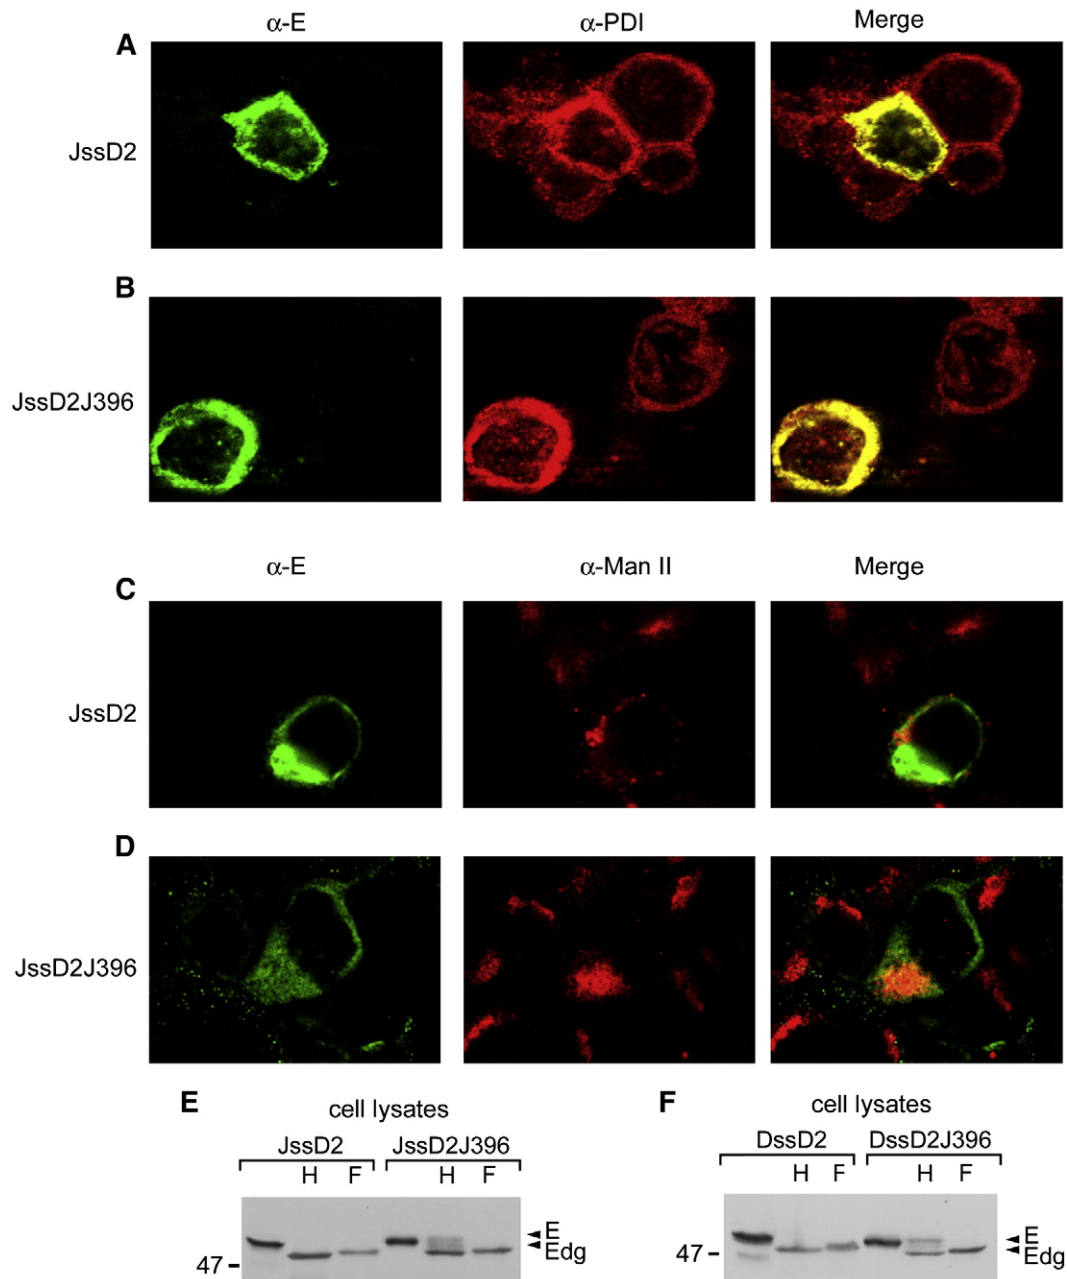 α-E α-PDI Merge
A
JssD2
B
JssD2J396
α-E α-Man II Merge
C
JssD2
D
JssD2J396
E F
cell lysates cell lysates
JssD2 JssD2J396 DssD2 DssD2J396
H F H F H F H F
E E
Edg Edg
47 47